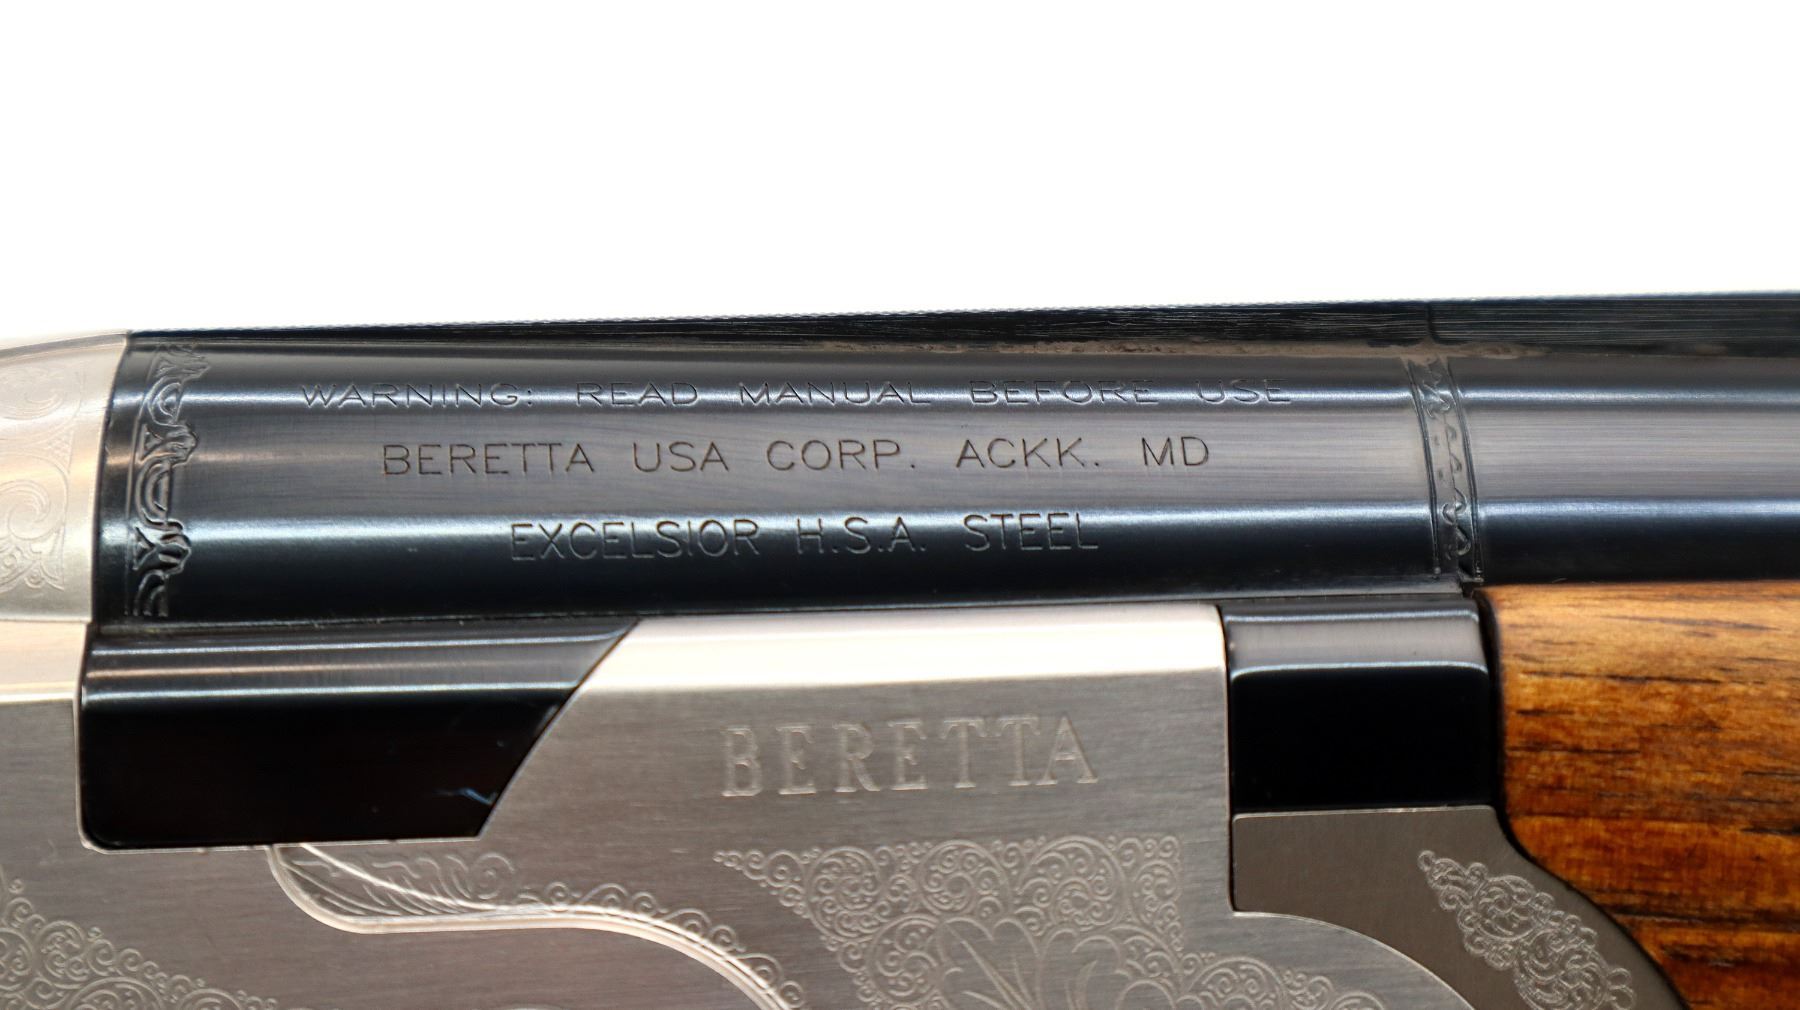 WARNING: READ MANUAL BEFORE USE
BERETTA USA CORP. ACKK. MD
EXCELSIOR H.S.A. STEEL
BERETTA